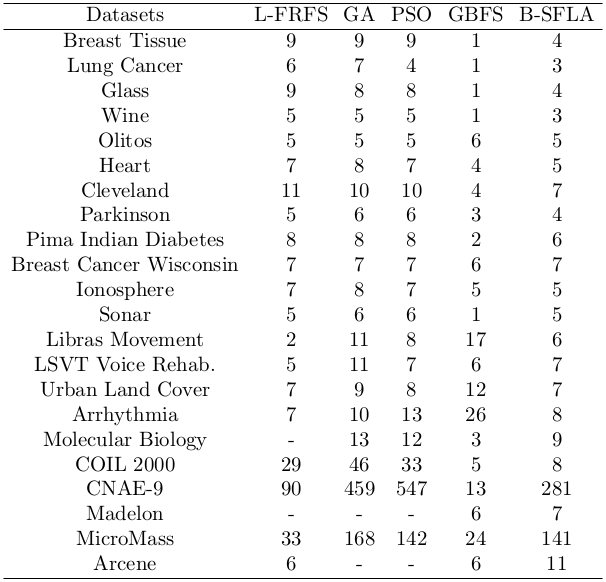 Datasets L-FRFS GA PSO GBFS B-SFLA
Breast Tissue 9 9 9 1 4
Lung Cancer 6 7 4 1 3
Glass 9 8 8 1 4
Wine 5 5 5 1 3
Olitos 5 5 5 6 5
Heart 7 8 7 4 5
Cleveland 11 10 10 4 7
Parkinson 5 6 6 3 4
Pima Indian Diabetes 8 8 8 2 6
Breast Cancer Wisconsin 7 7 7 6 7
Ionosphere 7 8 7 5 5
Sonar 5 6 6 1 5
Libras Movement 2 11 8 17 6
LSVT Voice Rehab. 5 11 7 6 7
Urban Land Cover 7 9 8 12 7
Arrhythmia 7 10 13 26 8
Molecular Biology - 13 12 3 9
COIL 2000 29 46 33 5 8
CNAE-9 90 459 547 13 281
Madelon - - - 6 7
MicroMass 33 168 142 24 141
Arcene 6 - - 6 11